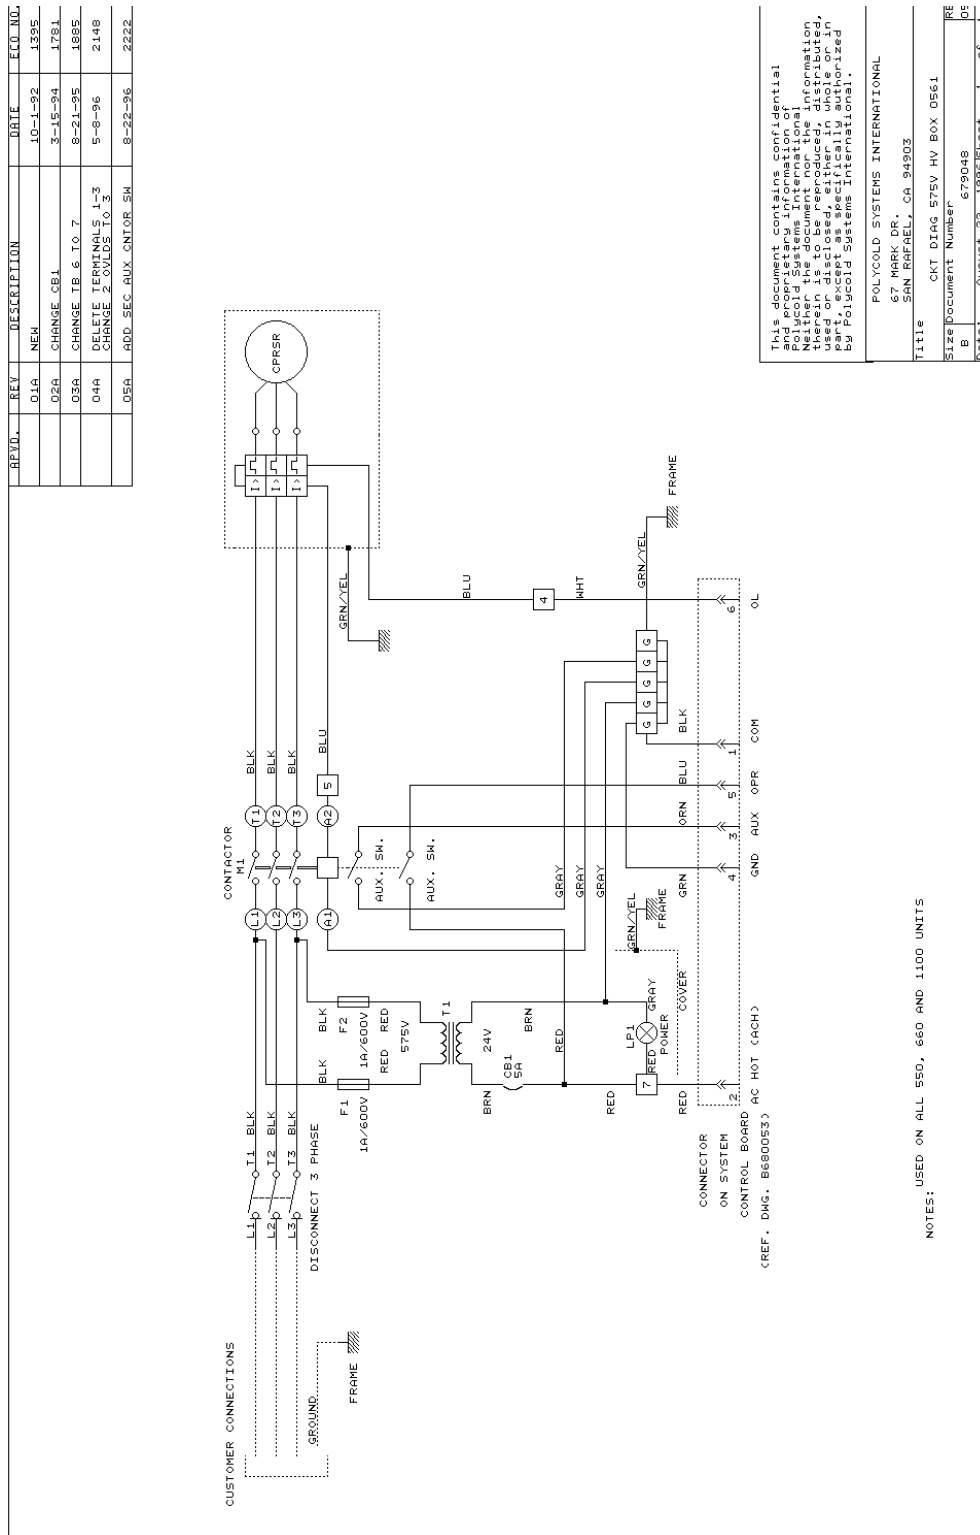 APVD. REV DESCRIPTION DATE ECO NO.
01A NEW 10-1-92 1395
02A CHANGE CB1 3-15-94 1781
03A CHANGE TB 6 TO 7 8-21-95 1885
04A DELETE TERMINALS 1-3 5-8-96 2148
CHANGE 2 OVLDS TO 3
05A ADD SEC AUX CNTOR SW 8-22-96 2222
CUSTOMER CONNECTIONS
GROUND
FRAME
L1
L2
L3
T1 BLK
T2 BLK
T3 BLK
DISCONNECT 3 PHASE
BLK
BLK
F1
F2
1A/600V
1A/600V
RED
RED
575V
T1
24V
BRN
BRN
CB1
5A
RED
CONTACTOR
M1
L1
L2
L3
A1
T1
T2
T3
A2
5
BLK
BLK
BLK
BLU
AUX. SW.
AUX. SW.
I>
I>
I>
CPRSR
GRN/YEL
BLU
4
WHT
GRAY
GRAY
GRAY
G G G G G
GRN/YEL
FRAME
GRN/YEL
FRAME
COVER
LP1
POWER
RED
GRAY
7
RED
RED
GRN
ORN
BLU
BLK
2
4
3
5
1
6
AC HOT (ACH)
GND
AUX
OPR
COM
OL
CONNECTOR
ON SYSTEM
CONTROL BOARD
(REF. DWG. B680053)
NOTES:
USED ON ALL 550, 660 AND 1100 UNITS
This document contains confidential
and proprietary information of
Polycold Systems International
Neither the document nor the information
therein is to be reproduced, distributed,
used or disclosed, either in whole or in
part, except as specifically authorized
by Polycold Systems International.
POLYCOLD SYSTEMS INTERNATIONAL
67 MARK DR.
SAN RAFAEL, CA 94903
Title
CKT DIAG 575V HV BOX 0561
Size Document Number RE
B 679048